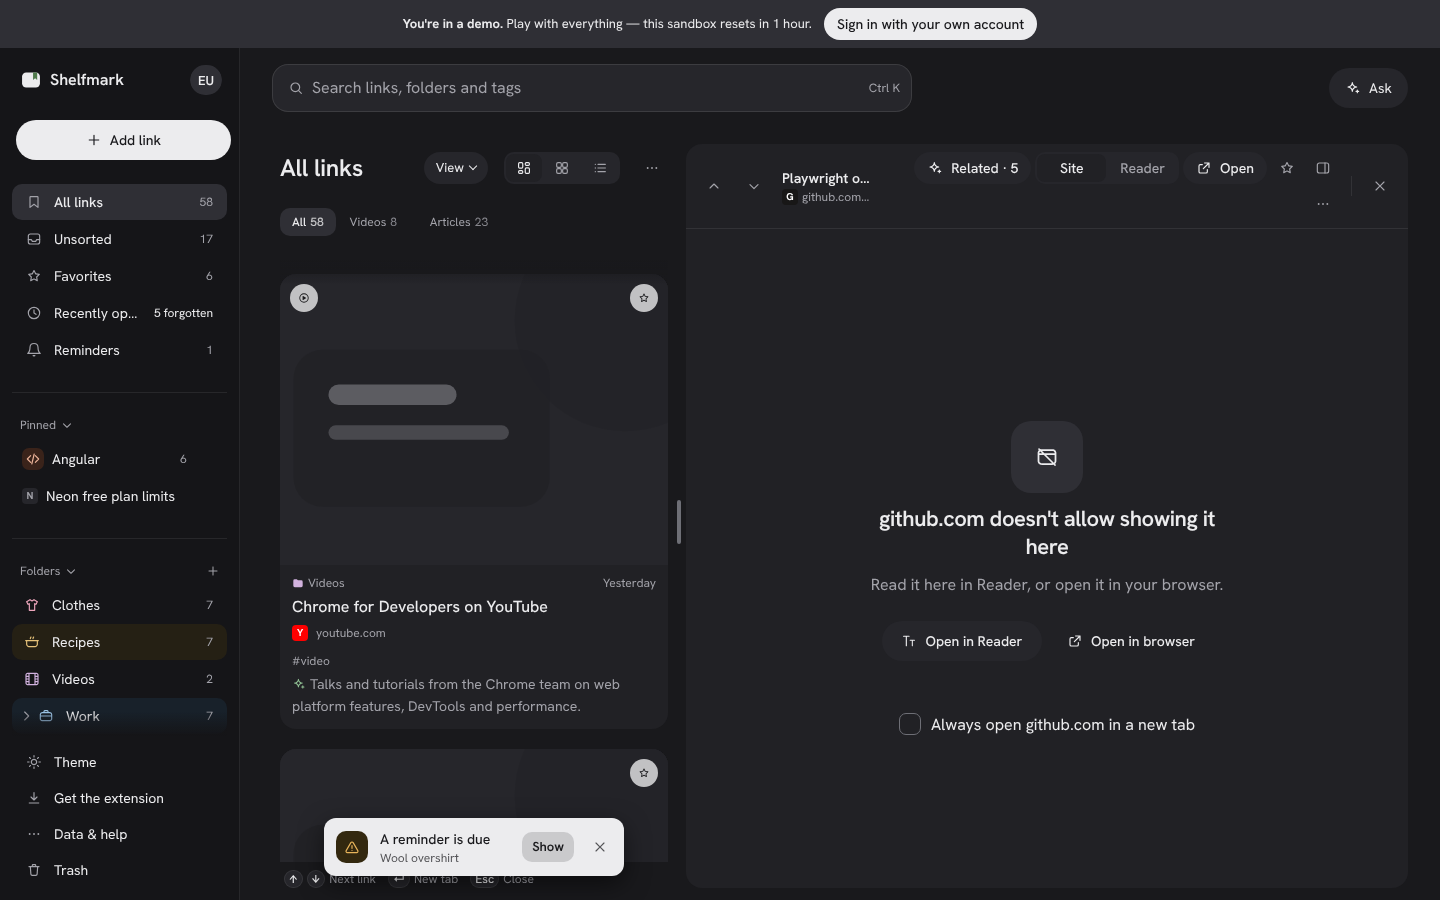 You're in a demo. Play with everything — this sandbox resets in 1 hour.
Sign in with your own account
Shelfmark
EU
Search links, folders and tags
Ctrl K
Ask
Add link
All links 58
Unsorted 17
Favorites 6
Recently op... 5 forgotten
Reminders 1
Pinned
Angular 6
N Neon free plan limits
Folders
Clothes 7
Recipes 7
Videos 2
Work 7
Theme
Get the extension
Data & help
Trash
All links
View
All 58
Videos 8
Articles 23
Videos
Yesterday
Chrome for Developers on YouTube
Y youtube.com
#video
Talks and tutorials from the Chrome team on web
platform features, DevTools and performance.
A reminder is due
Wool overshirt
Show
Next link
New tab
Esc Close
Playwright o...
G github.com...
Related · 5
Site
Reader
Open
github.com doesn't allow showing it
here
Read it here in Reader, or open it in your browser.
Open in Reader
Open in browser
Always open github.com in a new tab